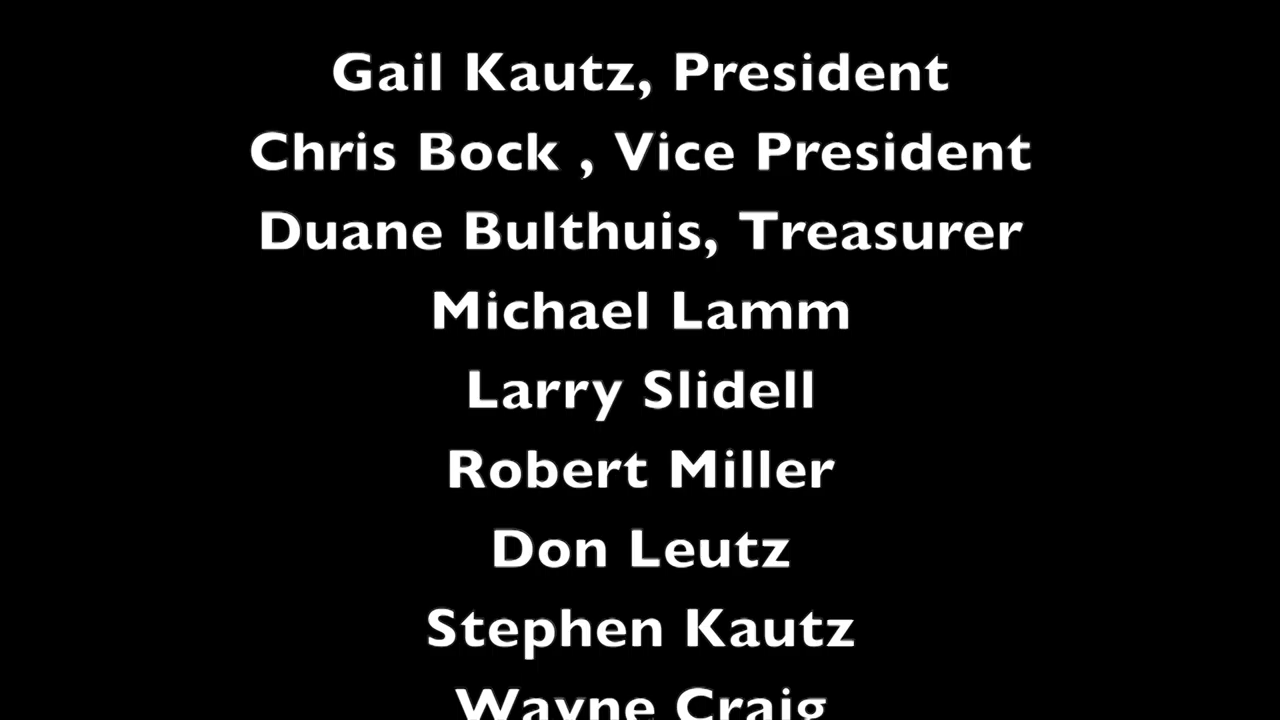 Gail Kautz, President
Chris Bock , Vice President
Duane Bulthuis, Treasurer
Michael Lamm
Larry Slidell
Robert Miller
Don Leutz
Stephen Kautz
Wayne Craig